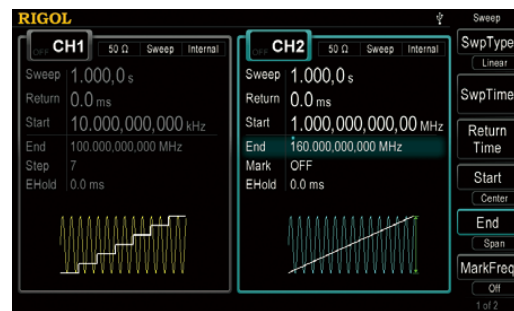 RIGOL
Sweep
OFF CH1 50 Ω Sweep Internal
Sweep 1.000,0 s
Return 0.0 ms
Start 10.000,000,000 kHz
End 100.000,000,000 MHz
Step 7
EHold 0.0 ms
OFF CH2 50 Ω Sweep Internal
Sweep 1.000,0 s
Return 0.0 ms
Start 1.000,000,000,00 MHz
End 160.000,000,000 MHz
Mark OFF
EHold 0.0 ms
SwpType
Linear
SwpTime
Return
Time
Start
Center
End
Span
MarkFreq
Off
1 of 2